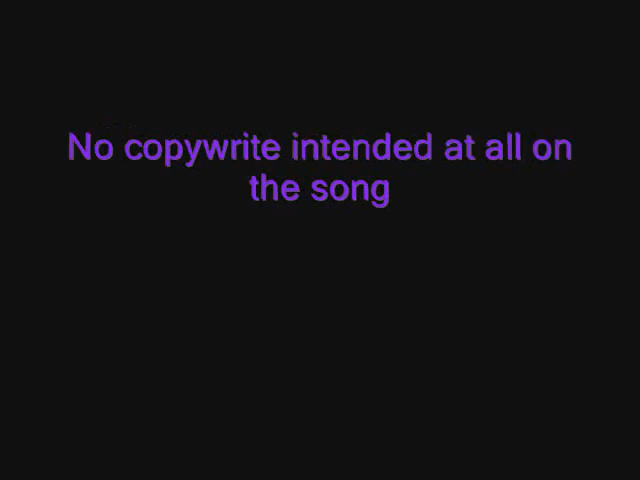 No copywrite intended at all on
the song